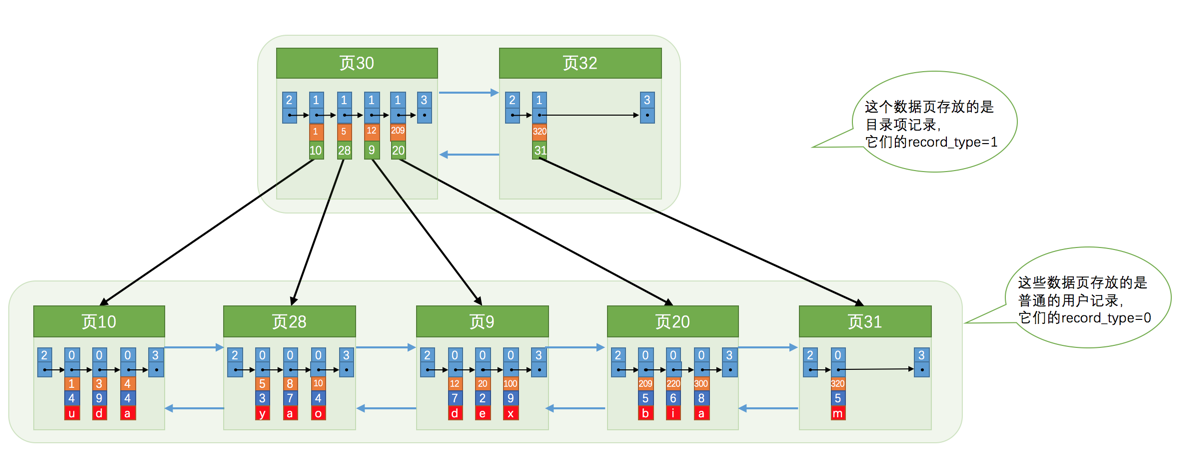 页30
页32
2 1 1 1 1 3
1 5 12 209
10 28 9 20
2 1 3
320
31
这个数据页存放的是
目录项记录，
它们的record_type=1
这些数据页存放的是
普通的用户记录，
它们的record_type=0
页10
2 0 0 0 3
1 3 4
4 9 4
u d a
页28
2 0 0 0 3
5 8 10
3 7 4
y a o
页9
2 0 0 0 3
12 20 100
7 2 9
d e x
页20
2 0 0 0 3
209 220 300
5 6 8
b i a
页31
2 0 3
320
5
m